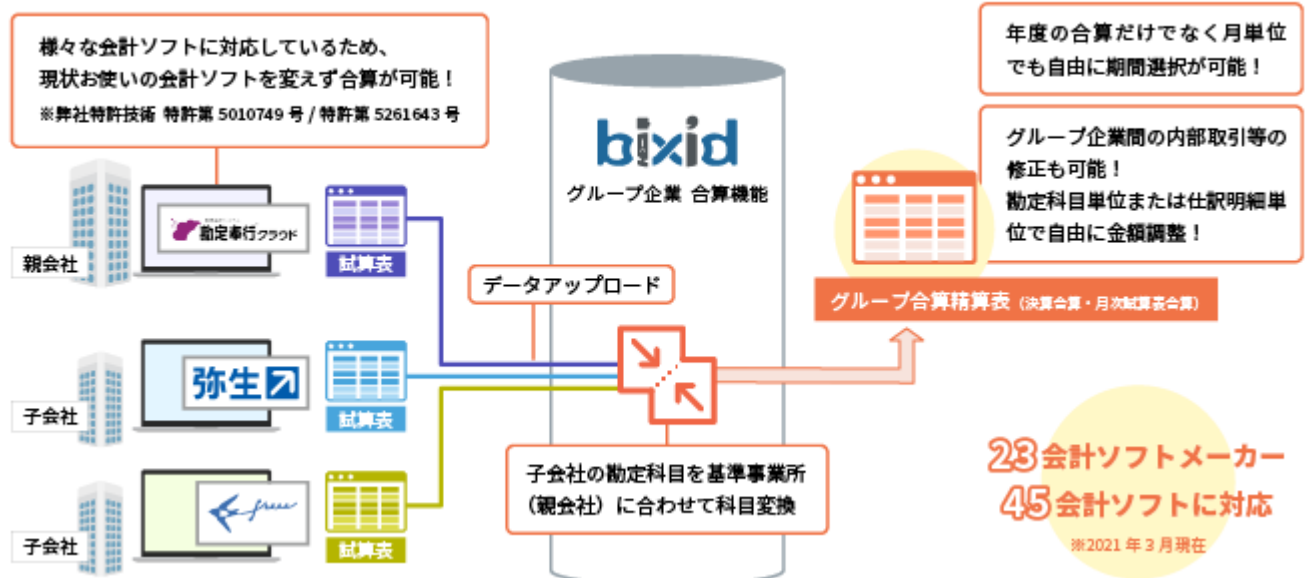 様々な会計ソフトに対応しているため、
現状お使いの会計ソフトを変えず合算が可能！
※弊社特許技術 特許第 5010749 号 / 特許第 5261643 号
親会社
勘定奉行クラウド
試算表
子会社
弥生
試算表
子会社
freee
試算表
データアップロード
bixid
グループ企業 合算機能
子会社の勘定科目を基準事業所
（親会社）に合わせて科目変換
年度の合算だけでなく月単位
でも自由に期間選択が可能！
グループ企業間の内部取引等の
修正も可能！
勘定科目単位または仕訳明細単
位で自由に金額調整！
グループ合算精算表（決算合算・月次試算表合算）
23会計ソフトメーカー
45会計ソフトに対応
※2021 年 3 月現在